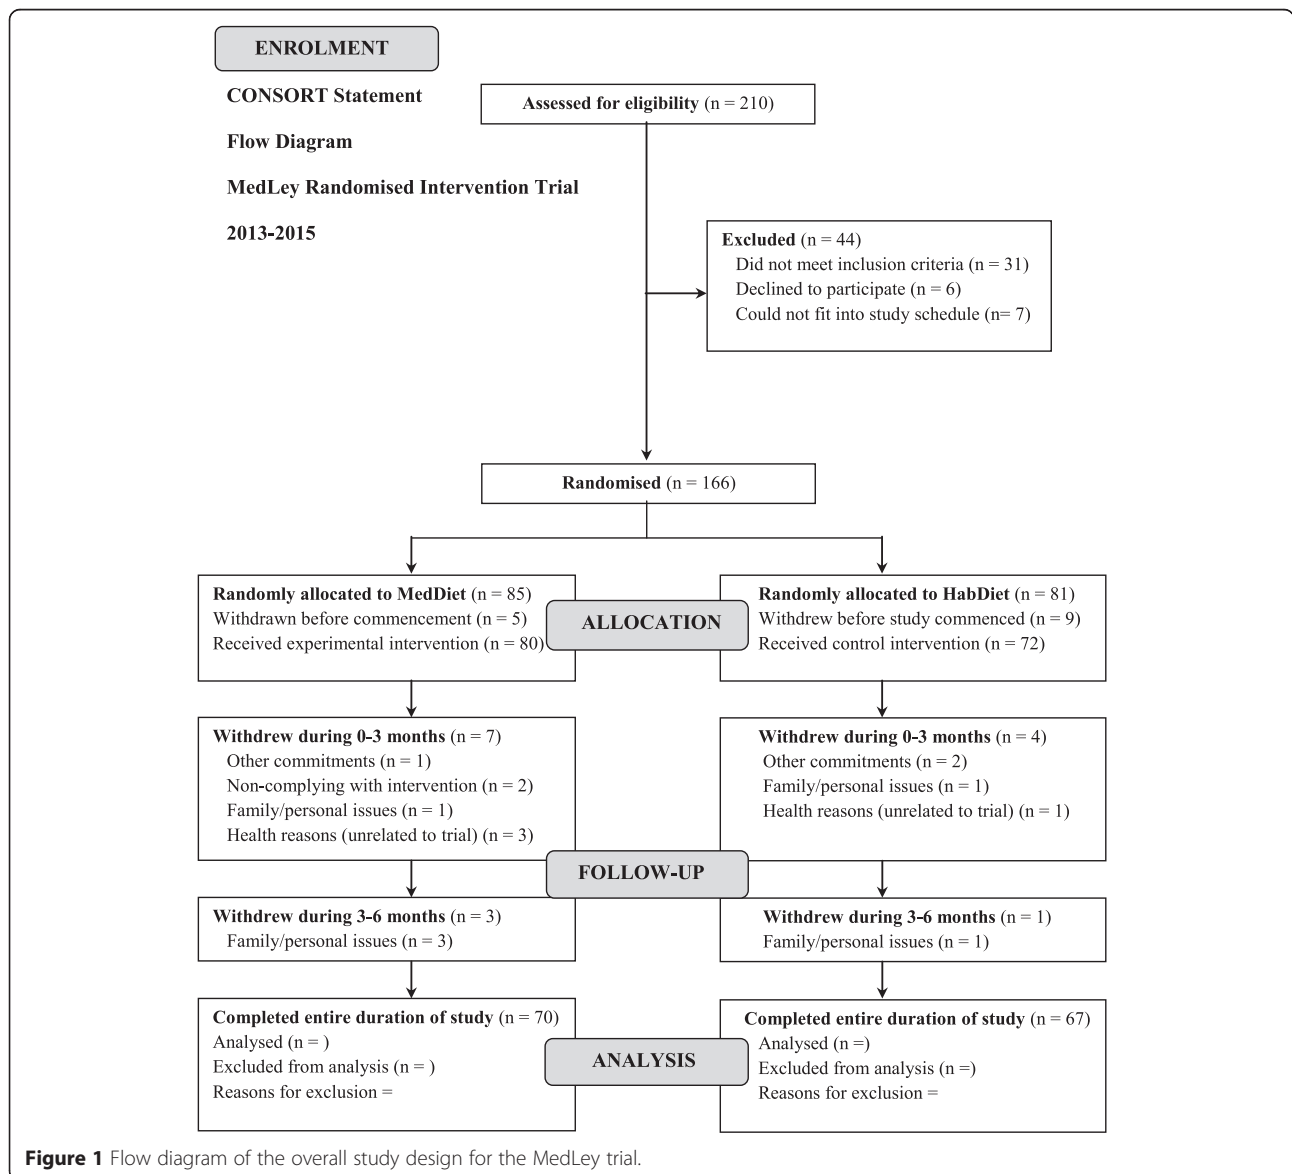 ENROLMENT
CONSORT Statement
Flow Diagram
MedLey Randomised Intervention Trial
2013-2015
Assessed for eligibility (n = 210)
Excluded (n = 44)
Did not meet inclusion criteria (n = 31)
Declined to participate (n = 6)
Could not fit into study schedule (n= 7)
Randomised (n = 166)
Randomly allocated to MedDiet (n = 85)
Withdrawn before commencement (n = 5)
Received experimental intervention (n = 80)
ALLOCATION
Randomly allocated to HabDiet (n = 81)
Withdrew before study commenced (n = 9)
Received control intervention (n = 72)
Withdrew during 0-3 months (n = 7)
Other commitments (n = 1)
Non-complying with intervention (n = 2)
Family/personal issues (n = 1)
Health reasons (unrelated to trial) (n = 3)
Withdrew during 0-3 months (n = 4)
Other commitments (n = 2)
Family/personal issues (n = 1)
Health reasons (unrelated to trial) (n = 1)
FOLLOW-UP
Withdrew during 3-6 months (n = 3)
Family/personal issues (n = 3)
Withdrew during 3-6 months (n = 1)
Family/personal issues (n = 1)
Completed entire duration of study (n = 70)
Analysed (n = )
Excluded from analysis (n = )
Reasons for exclusion =
ANALYSIS
Completed entire duration of study (n = 67)
Analysed (n =)
Excluded from analysis (n =)
Reasons for exclusion =
Figure 1 Flow diagram of the overall study design for the MedLey trial.